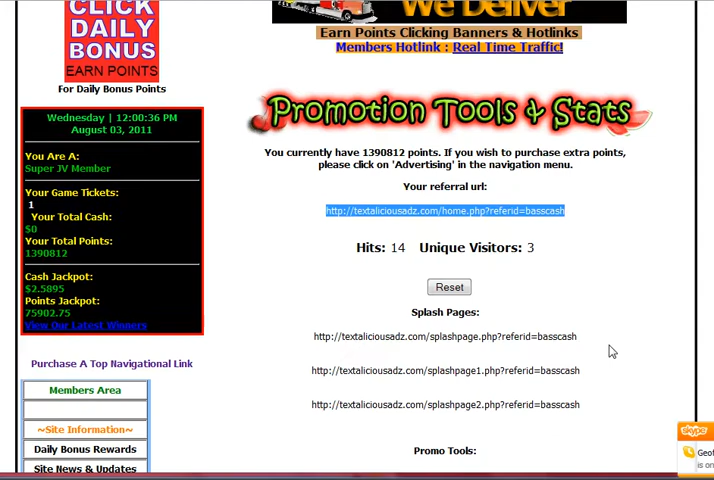 CLICK
DAILY
BONUS
EARN POINTS
For Daily Bonus Points
Wednesday | 12:00:36 PM
August 03, 2011
You Are A:
Super JV Member
Your Game Tickets:
1
Your Total Cash:
$0
Your Total Points:
1390812
Cash Jackpot:
$2.5895
Points Jackpot:
75902.75
View Our Latest Winners
Purchase A Top Navigational Link
Members Area
~Site Information~
Daily Bonus Rewards
Site News & Updates
We Deliver
Earn Points Clicking Banners & Hotlinks
Members Hotlink : Real Time Traffic!
Promotion Tools & Stats
You currently have 1390812 points. If you wish to purchase extra points,
please click on 'Advertising' in the navigation menu.
Your referral url:
http://textaliciousadz.com/home.php?referid=basscash
Hits: 14 Unique Visitors: 3
Reset
Splash Pages:
http://textaliciousadz.com/splashpage.php?referid=basscash
http://textaliciousadz.com/splashpage1.php?referid=basscash
http://textaliciousadz.com/splashpage2.php?referid=basscash
Promo Tools:
skype
Geof
is on